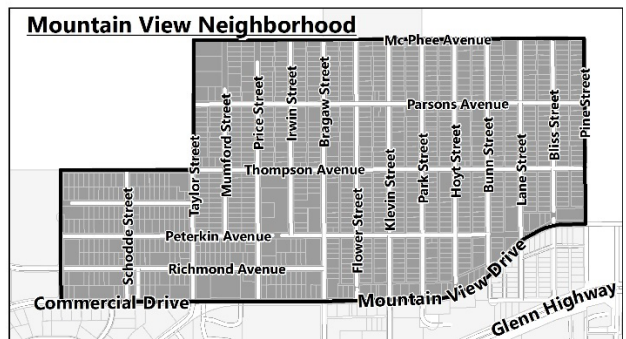 Mountain View Neighborhood
Mc Phee Avenue
Parsons Avenue
Thompson Avenue
Peterkin Avenue
Richmond Avenue
Schodde Street
Taylor Street
Mumford Street
Price Street
Irwin Street
Bragaw Street
Flower Street
Klevin Street
Park Street
Hoyt Street
Bunn Street
Lane Street
Bliss Street
Pine Street
Commercial Drive
Mountain View Drive
Glenn Highway